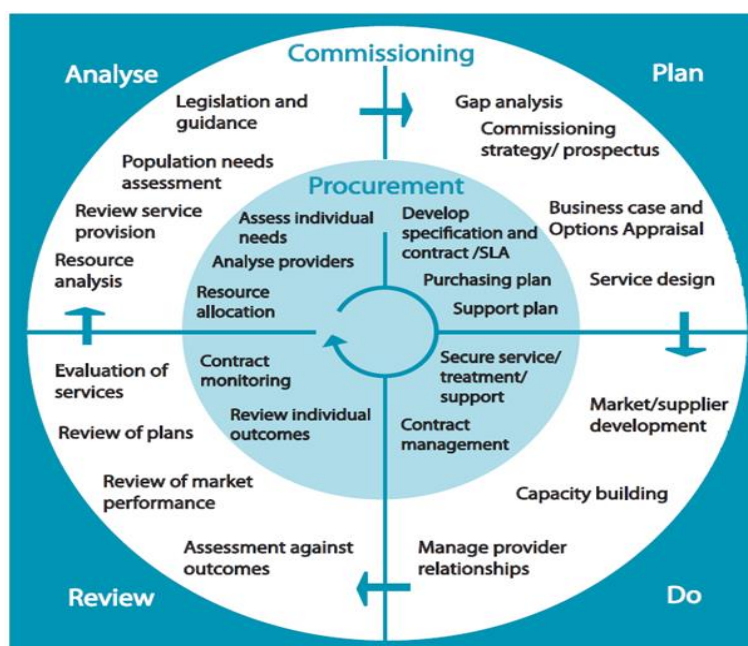 Commissioning
Analyse
Plan
Legislation and
guidance
Population needs
assessment
Review service
provision
Resource
analysis
Gap analysis
Commissioning
strategy/ prospectus
Business case and
Options Appraisal
Service design
Procurement
Assess individual
needs
Analyse providers
Resource
allocation
Develop
specification and
contract /SLA
Purchasing plan
Support plan
Contract
monitoring
Review individual
outcomes
Secure service/
treatment/
support
Contract
management
Evaluation of
services
Review of plans
Review of market
performance
Assessment against
outcomes
Market/supplier
development
Capacity building
Manage provider
relationships
Review
Do